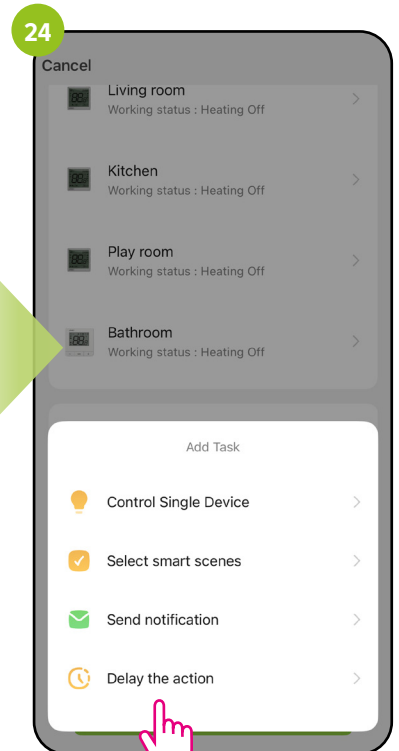 24
Cancel
Living room
Working status : Heating Off
Kitchen
Working status : Heating Off
Play room
Working status : Heating Off
Bathroom
Working status : Heating Off
Add Task
Control Single Device
Select smart scenes
Send notification
Delay the action